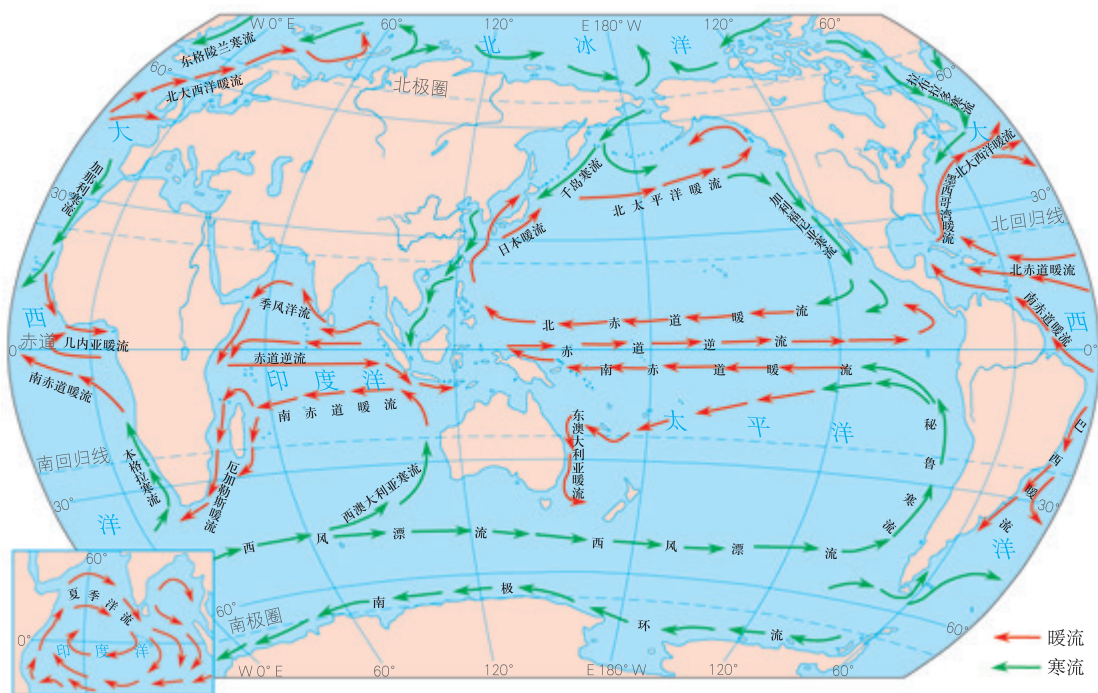 W 0° E
60°
120°
E 180° W
120°
60°
北冰洋
东格陵兰寒流
60°
北大西洋暖流
北极圈
拉布拉多寒流
60°
大
大
北大西洋暖流
加那利寒流
30°
千岛寒流
北太平洋暖流
加利福尼亚寒流
墨西哥湾暖流
30°
北回归线
日本暖流
北赤道暖流
季风洋流
南赤道暖流
西
西
北赤道暖流
赤道
0°
几内亚暖流
赤道逆流
赤道逆流
0°
南赤道暖流
印度洋
南赤道暖流
南赤道暖流
太平洋
东澳大利亚暖流
秘鲁寒流
巴西暖流
南回归线
本格拉寒流
厄加勒斯暖流
西澳大利亚寒流
30°
30°
洋
洋
西风漂流
西风漂流
60°
夏季洋流
0°
印度洋
60°
南极圈
南极环流
60°
W 0° E
60°
120°
E 180° W
120°
60°
暖流
寒流